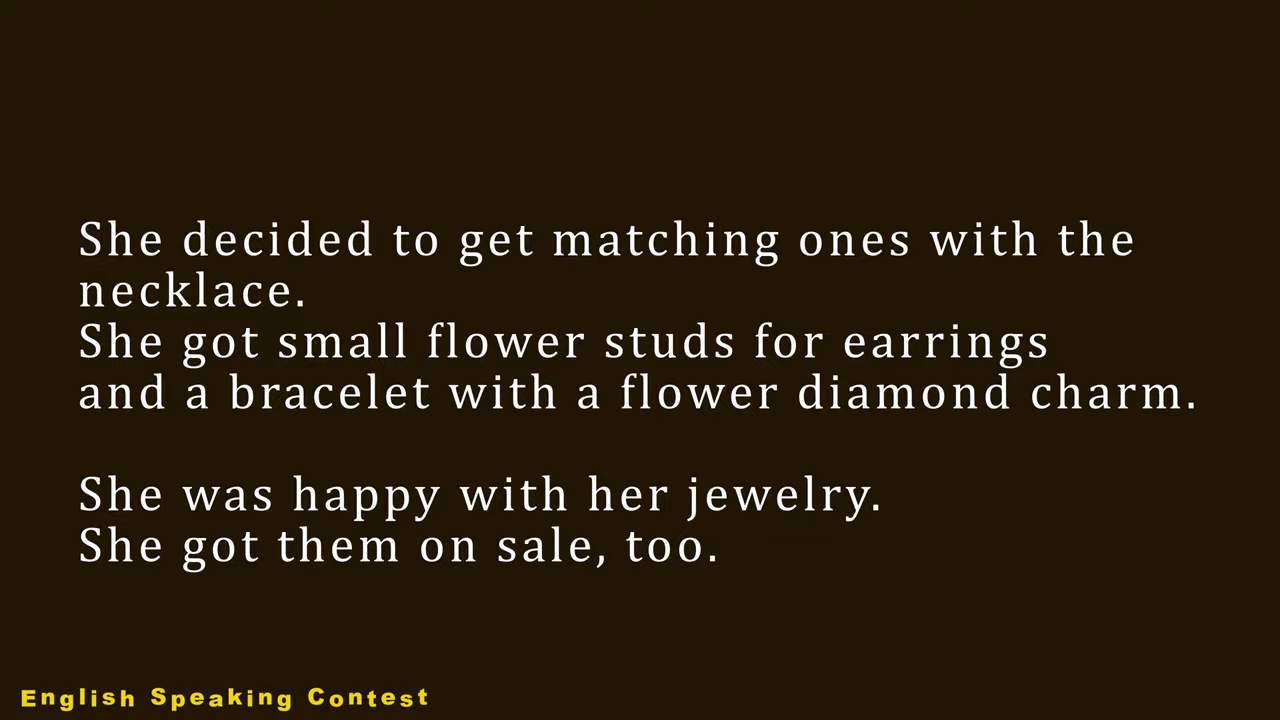 She decided to get matching ones with the
necklace.
She got small flower studs for earrings
and a bracelet with a flower diamond charm.
She was happy with her jewelry.
She got them on sale, too.
English Speaking Contest